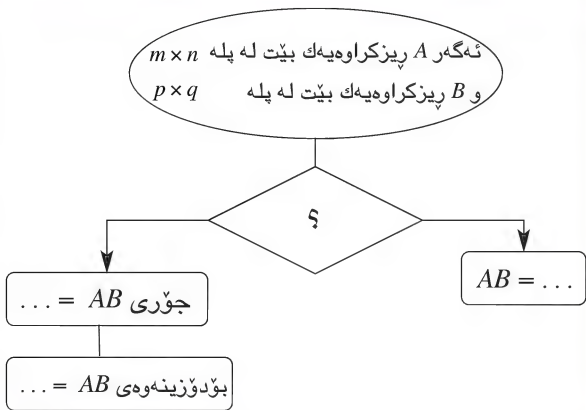 ئەگەر A ڕیزکراوەیەك بێت لە پلە m × n
و B ڕیزکراوەیەك بێت لە پلە p × q
؟
AB = . . .
جۆری AB = . . .
بۆدۆزینەوەی AB = . . .